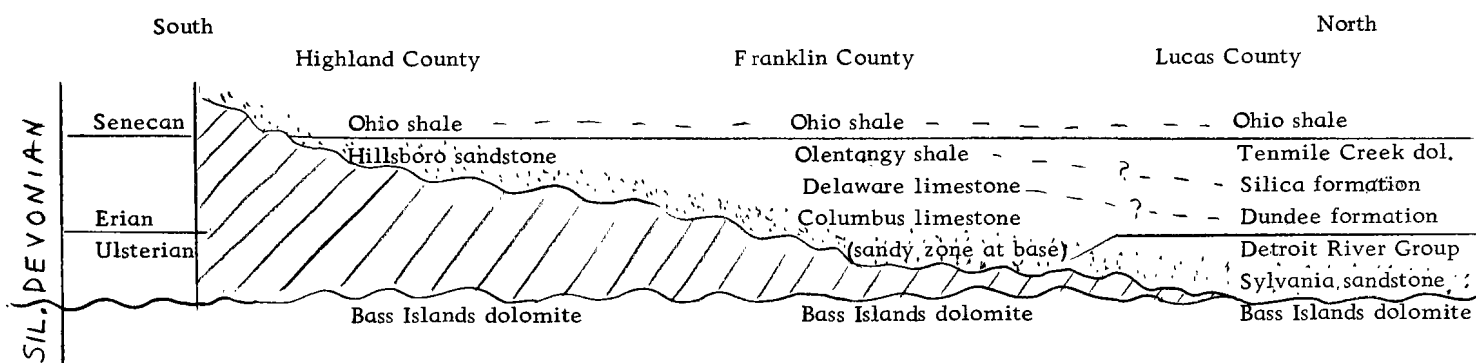 South North
Highland County Franklin County Lucas County
SIL. DEVONIAN
Senecan Ohio shale Ohio shale Ohio shale
Hillsboro sandstone Olentangy shale ? Tenmile Creek dol.
Delaware limestone ? Silica formation
Erian Columbus limestone Dundee formation
Ulsterian (sandy zone at base) Detroit River Group
Sylvania sandstone
Bass Islands dolomite Bass Islands dolomite Bass Islands dolomite